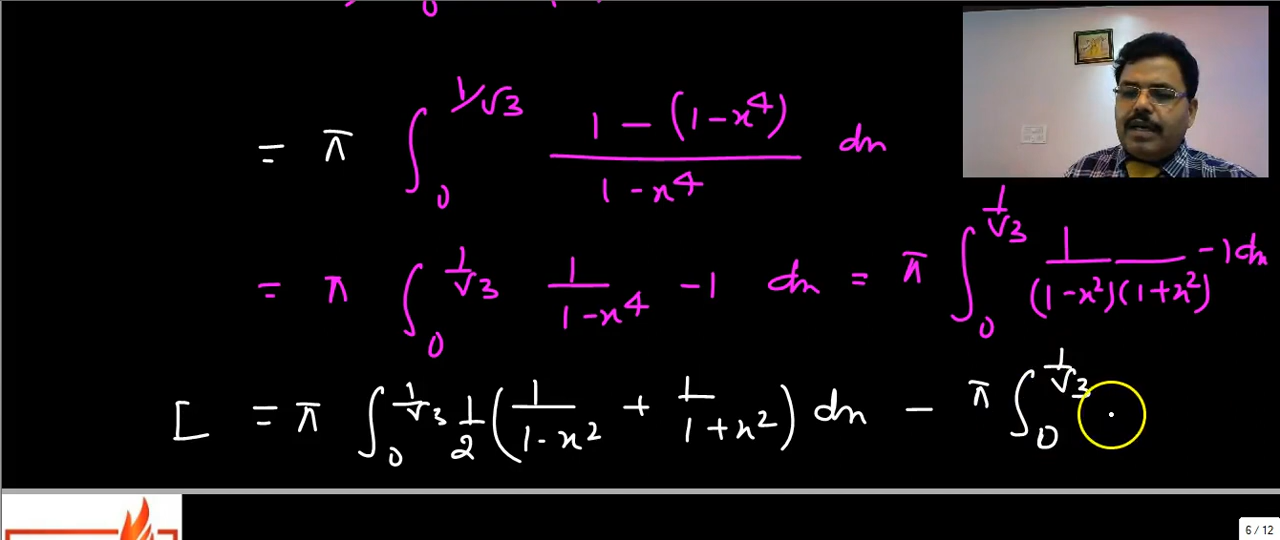 = π ∫₀^{1/√3} (1 - (1 - x⁴)) / (1 - x⁴) dx
= π ∫₀^{1/√3} 1/(1 - x⁴) - 1 dx = π ∫₀^{1/√3} 1/((1 - x²)(1 + x²)) - 1 dx
I = π ∫₀^{1/√3} 1/2 (1/(1 - x²) + 1/(1 + x²)) dx - π ∫₀^{1/√3}
6 / 12